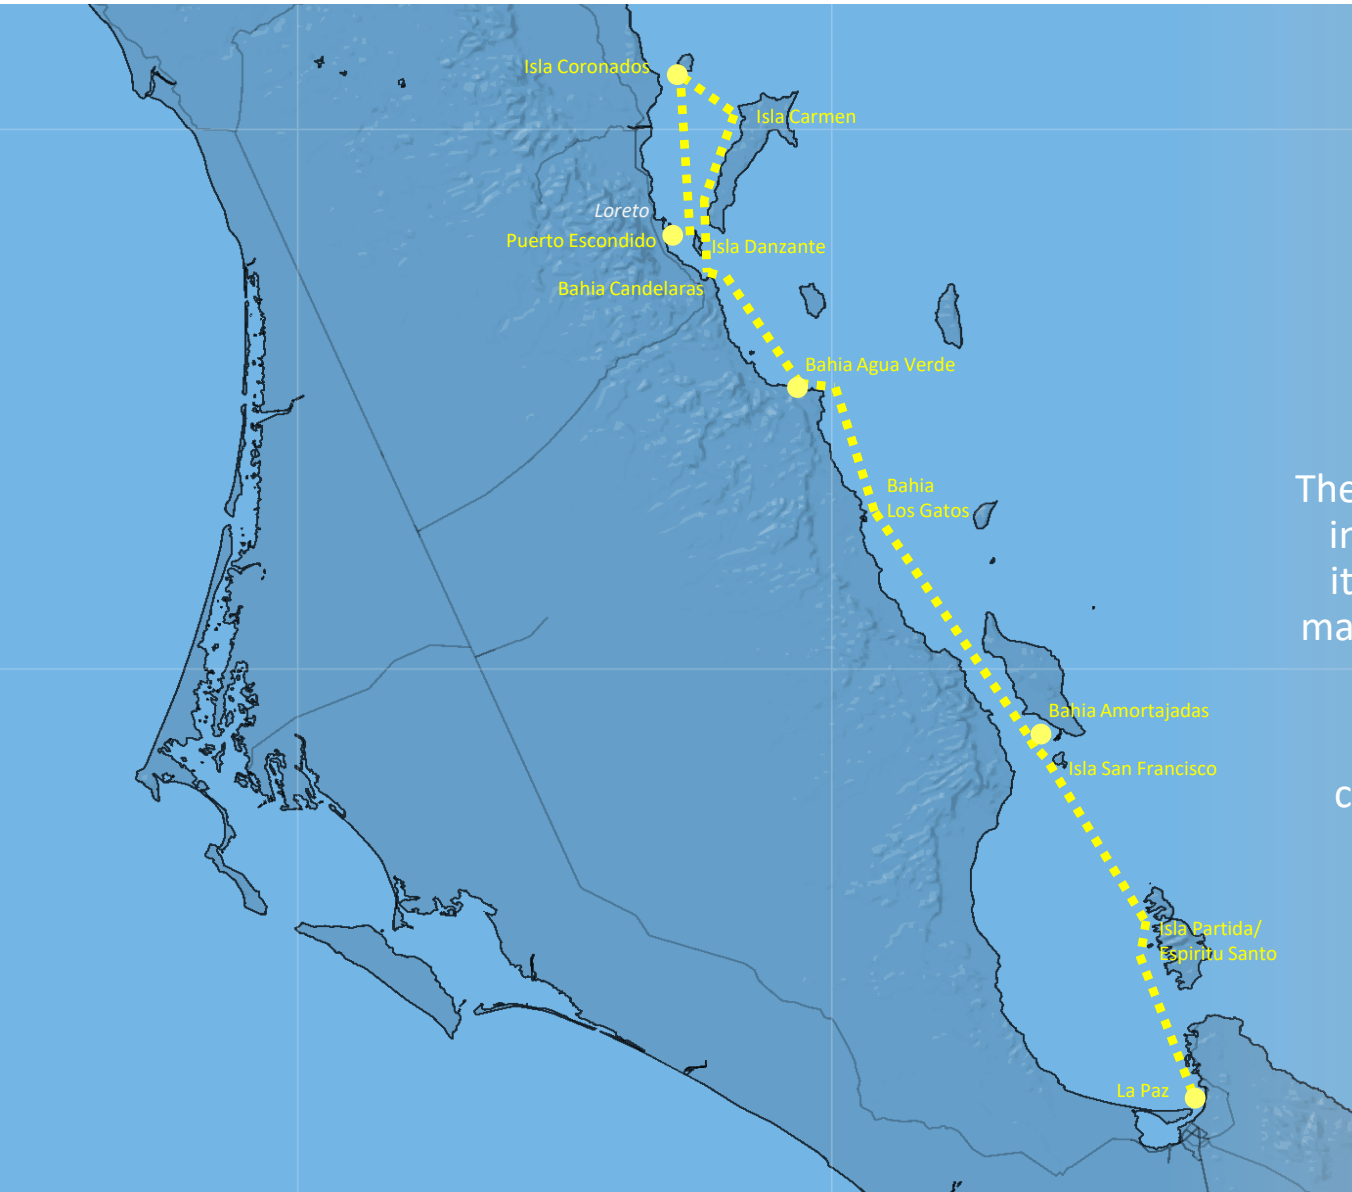 Isla Coronados
Isla Carmen
Loreto
Puerto Escondido
Isla Danzante
Bahia Candelaras
Bahia Agua Verde
Bahia
Los Gatos
The
it
ma
Bahia Amortajadas
Isla San Francisco
c
Isla Partida/
Espiritu Santo
La Paz